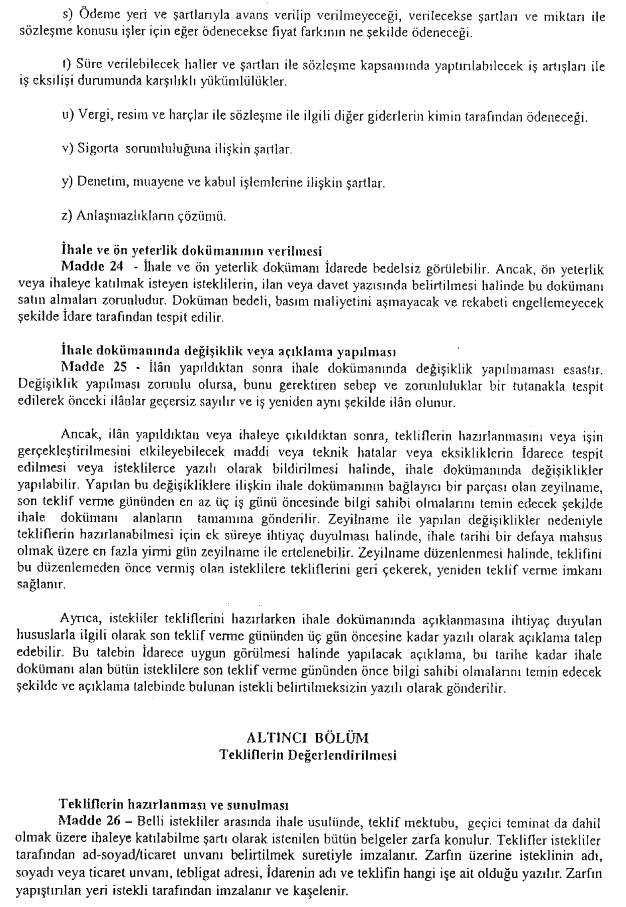 s) Ödeme yeri ve şartlarıyla avans verilip verilmeyeceği, verilecekse şartları ve miktarı ile
sözleşme konusu işler için eğer ödenecekse fiyat farkının ne şekilde ödeneceği.
t) Süre verilebilecek haller ve şartları ile sözleşme kapsamında yaptırılabilecek iş artışları ile
iş eksilişi durumunda karşılıklı yükümlülükler.
u) Vergi, resim ve harçlar ile sözleşme ile ilgili diğer giderlerin kimin tarafından ödeneceği.
v) Sigorta sorumluluğuna ilişkin şartlar.
y) Denetim, muayene ve kabul işlemlerine ilişkin şartlar.
z) Anlaşmazlıkların çözümü.
İhale ve ön yeterlik dokümanının verilmesi
Madde 24 - İhale ve ön yeterlik dokümanı İdarede bedelsiz görülebilir. Ancak, ön yeterlik
veya ihaleye katılmak isteyen isteklilerin, ilan veya davet yazısında belirtilmesi halinde bu dokümanı
satın almaları zorunludur. Doküman bedeli, basım maliyetini aşmayacak ve rekabeti engellemeyecek
şekilde İdare tarafından tespit edilir.
İhale dokümanında değişiklik veya açıklama yapılması
Madde 25 - İlân yapıldıktan sonra ihale dokümanında değişiklik yapılmaması esastır.
Değişiklik yapılması zorunlu olursa, bunu gerektiren sebep ve zorunluluklar bir tutanakla tespit
edilerek önceki ilânlar geçersiz sayılır ve iş yeniden aynı şekilde ilân olunur.
Ancak, ilân yapıldıktan veya ihaleye çıkıldıktan sonra, tekliflerin hazırlanmasını veya işin
gerçekleştirilmesini etkileyebilecek maddi veya teknik hatalar veya eksikliklerin İdarece tespit
edilmesi veya isteklilerce yazılı olarak bildirilmesi halinde, ihale dokümanında değişiklikler
yapılabilir. Yapılan bu değişikliklere ilişkin ihale dokümanının bağlayıcı bir parçası olan zeyilname,
son teklif verme gününden en az üç iş günü öncesinde bilgi sahibi olmalarını temin edecek şekilde
ihale dokümanı alanların tamamına gönderilir. Zeyilname ile yapılan değişiklikler nedeniyle
tekliflerin hazırlanabilmesi için ek süreye ihtiyaç duyulması halinde, ihale tarihi bir defaya mahsus
olmak üzere en fazla yirmi gün zeyilname ile ertelenebilir. Zeyilname düzenlenmesi halinde, teklifini
bu düzenlemeden önce vermiş olan isteklilere tekliflerini geri çekerek, yeniden teklif verme imkanı
sağlanır.
Ayrıca, istekliler tekliflerini hazırlarken ihale dokümanında açıklanmasına ihtiyaç duyulan
hususlarla ilgili olarak son teklif verme gününden üç gün öncesine kadar yazılı olarak açıklama talep
edebilir. Bu talebin İdarece uygun görülmesi halinde yapılacak açıklama, bu tarihe kadar ihale
dokümanı alan bütün isteklilere son teklif verme gününden önce bilgi sahibi olmalarını temin edecek
şekilde ve açıklama talebinde bulunan istekli belirtilmeksizin yazılı olarak gönderilir.
ALTINCI BÖLÜM
Tekliflerin Değerlendirilmesi
Tekliflerin hazırlanması ve sunulması
Madde 26 – Belli istekliler arasında ihale usulünde, teklif mektubu, geçici teminat da dahil
olmak üzere ihaleye katılabilme şartı olarak istenilen bütün belgeler zarfa konulur. Teklifler istekliler
tarafından ad-soyad/ticaret unvanı belirtilmek suretiyle imzalanır. Zarfın üzerine isteklinin adı,
soyadı veya ticaret unvanı, tebligat adresi, İdarenin adı ve teklifin hangi işe ait olduğu yazılır. Zarfın
yapıştırılan yeri istekli tarafından imzalanır ve kaşelenir.